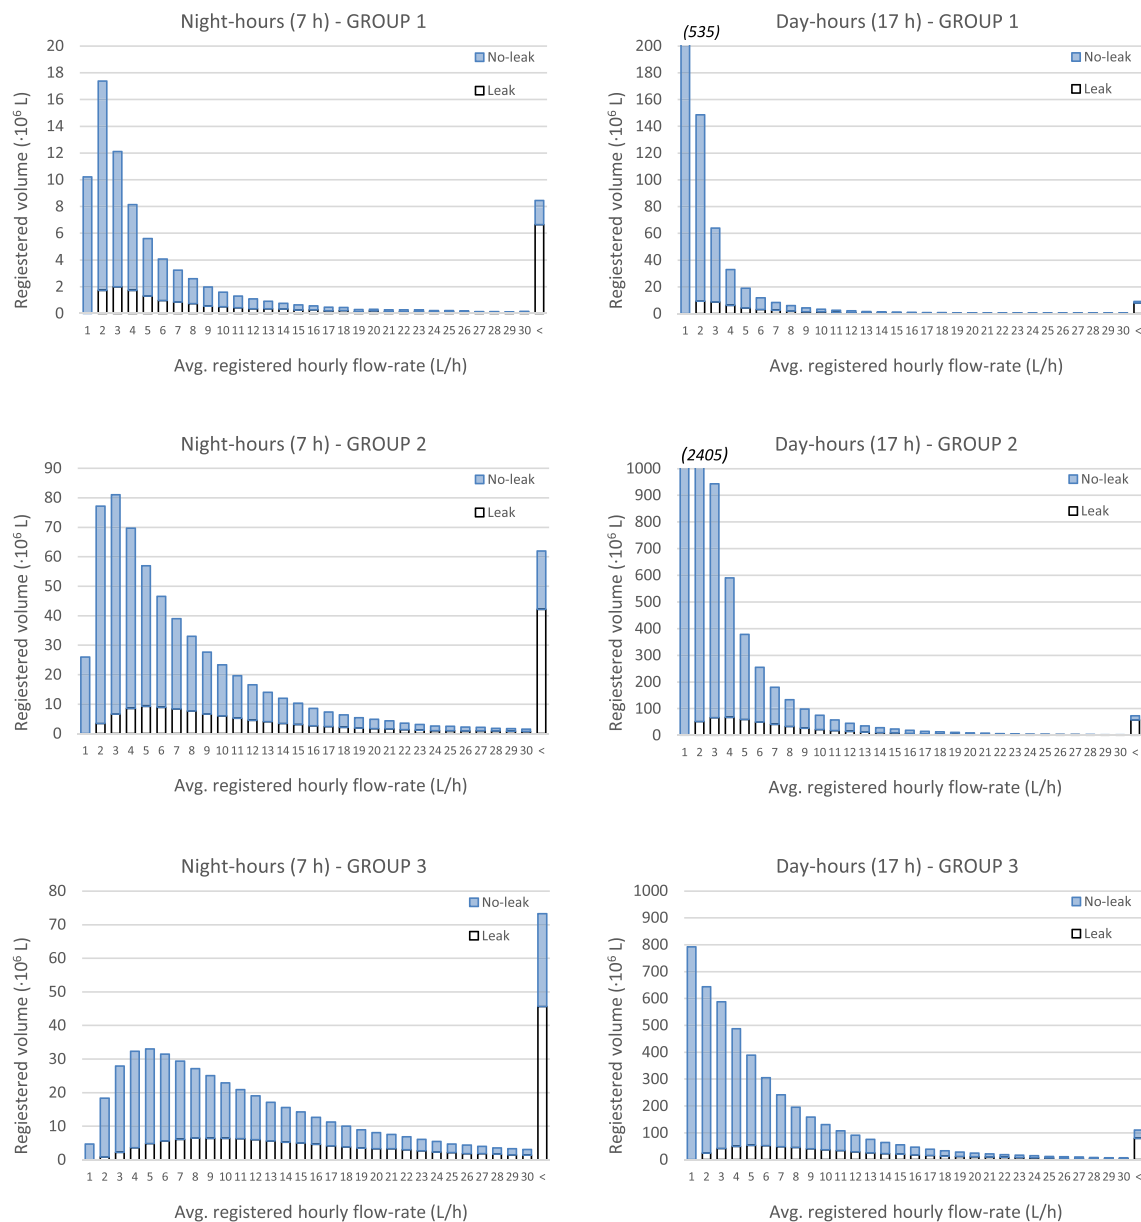 Night-hours (7 h) - GROUP 1
20
18
16
14
12
10
8
6
4
2
0
Regiestered volume (·10⁶ L)
No-leak
Leak
1 2 3 4 5 6 7 8 9 10 11 12 13 14 15 16 17 18 19 20 21 22 23 24 25 26 27 28 29 30 <
Avg. registered hourly flow-rate (L/h)
Day-hours (17 h) - GROUP 1
(535)
200
180
160
140
120
100
80
60
40
20
0
Regiestered volume (·10⁶ L)
No-leak
Leak
1 2 3 4 5 6 7 8 9 10 11 12 13 14 15 16 17 18 19 20 21 22 23 24 25 26 27 28 29 30 <
Avg. registered hourly flow-rate (L/h)
Night-hours (7 h) - GROUP 2
90
80
70
60
50
40
30
20
10
0
Regiestered volume (·10⁶ L)
No-leak
Leak
1 2 3 4 5 6 7 8 9 10 11 12 13 14 15 16 17 18 19 20 21 22 23 24 25 26 27 28 29 30 <
Avg. registered hourly flow-rate (L/h)
Day-hours (17 h) - GROUP 2
(2405)
1000
900
800
700
600
500
400
300
200
100
0
Regiestered volume (·10⁶ L)
No-leak
Leak
1 2 3 4 5 6 7 8 9 10 11 12 13 14 15 16 17 18 19 20 21 22 23 24 25 26 27 28 29 30 <
Avg. registered hourly flow-rate (L/h)
Night-hours (7 h) - GROUP 3
80
70
60
50
40
30
20
10
0
Regiestered volume (·10⁶ L)
No-leak
Leak
1 2 3 4 5 6 7 8 9 10 11 12 13 14 15 16 17 18 19 20 21 22 23 24 25 26 27 28 29 30 <
Avg. registered hourly flow-rate (L/h)
Day-hours (17 h) - GROUP 3
1000
900
800
700
600
500
400
300
200
100
0
Regiestered volume (·10⁶ L)
No-leak
Leak
1 2 3 4 5 6 7 8 9 10 11 12 13 14 15 16 17 18 19 20 21 22 23 24 25 26 27 28 29 30 <
Avg. registered hourly flow-rate (L/h)